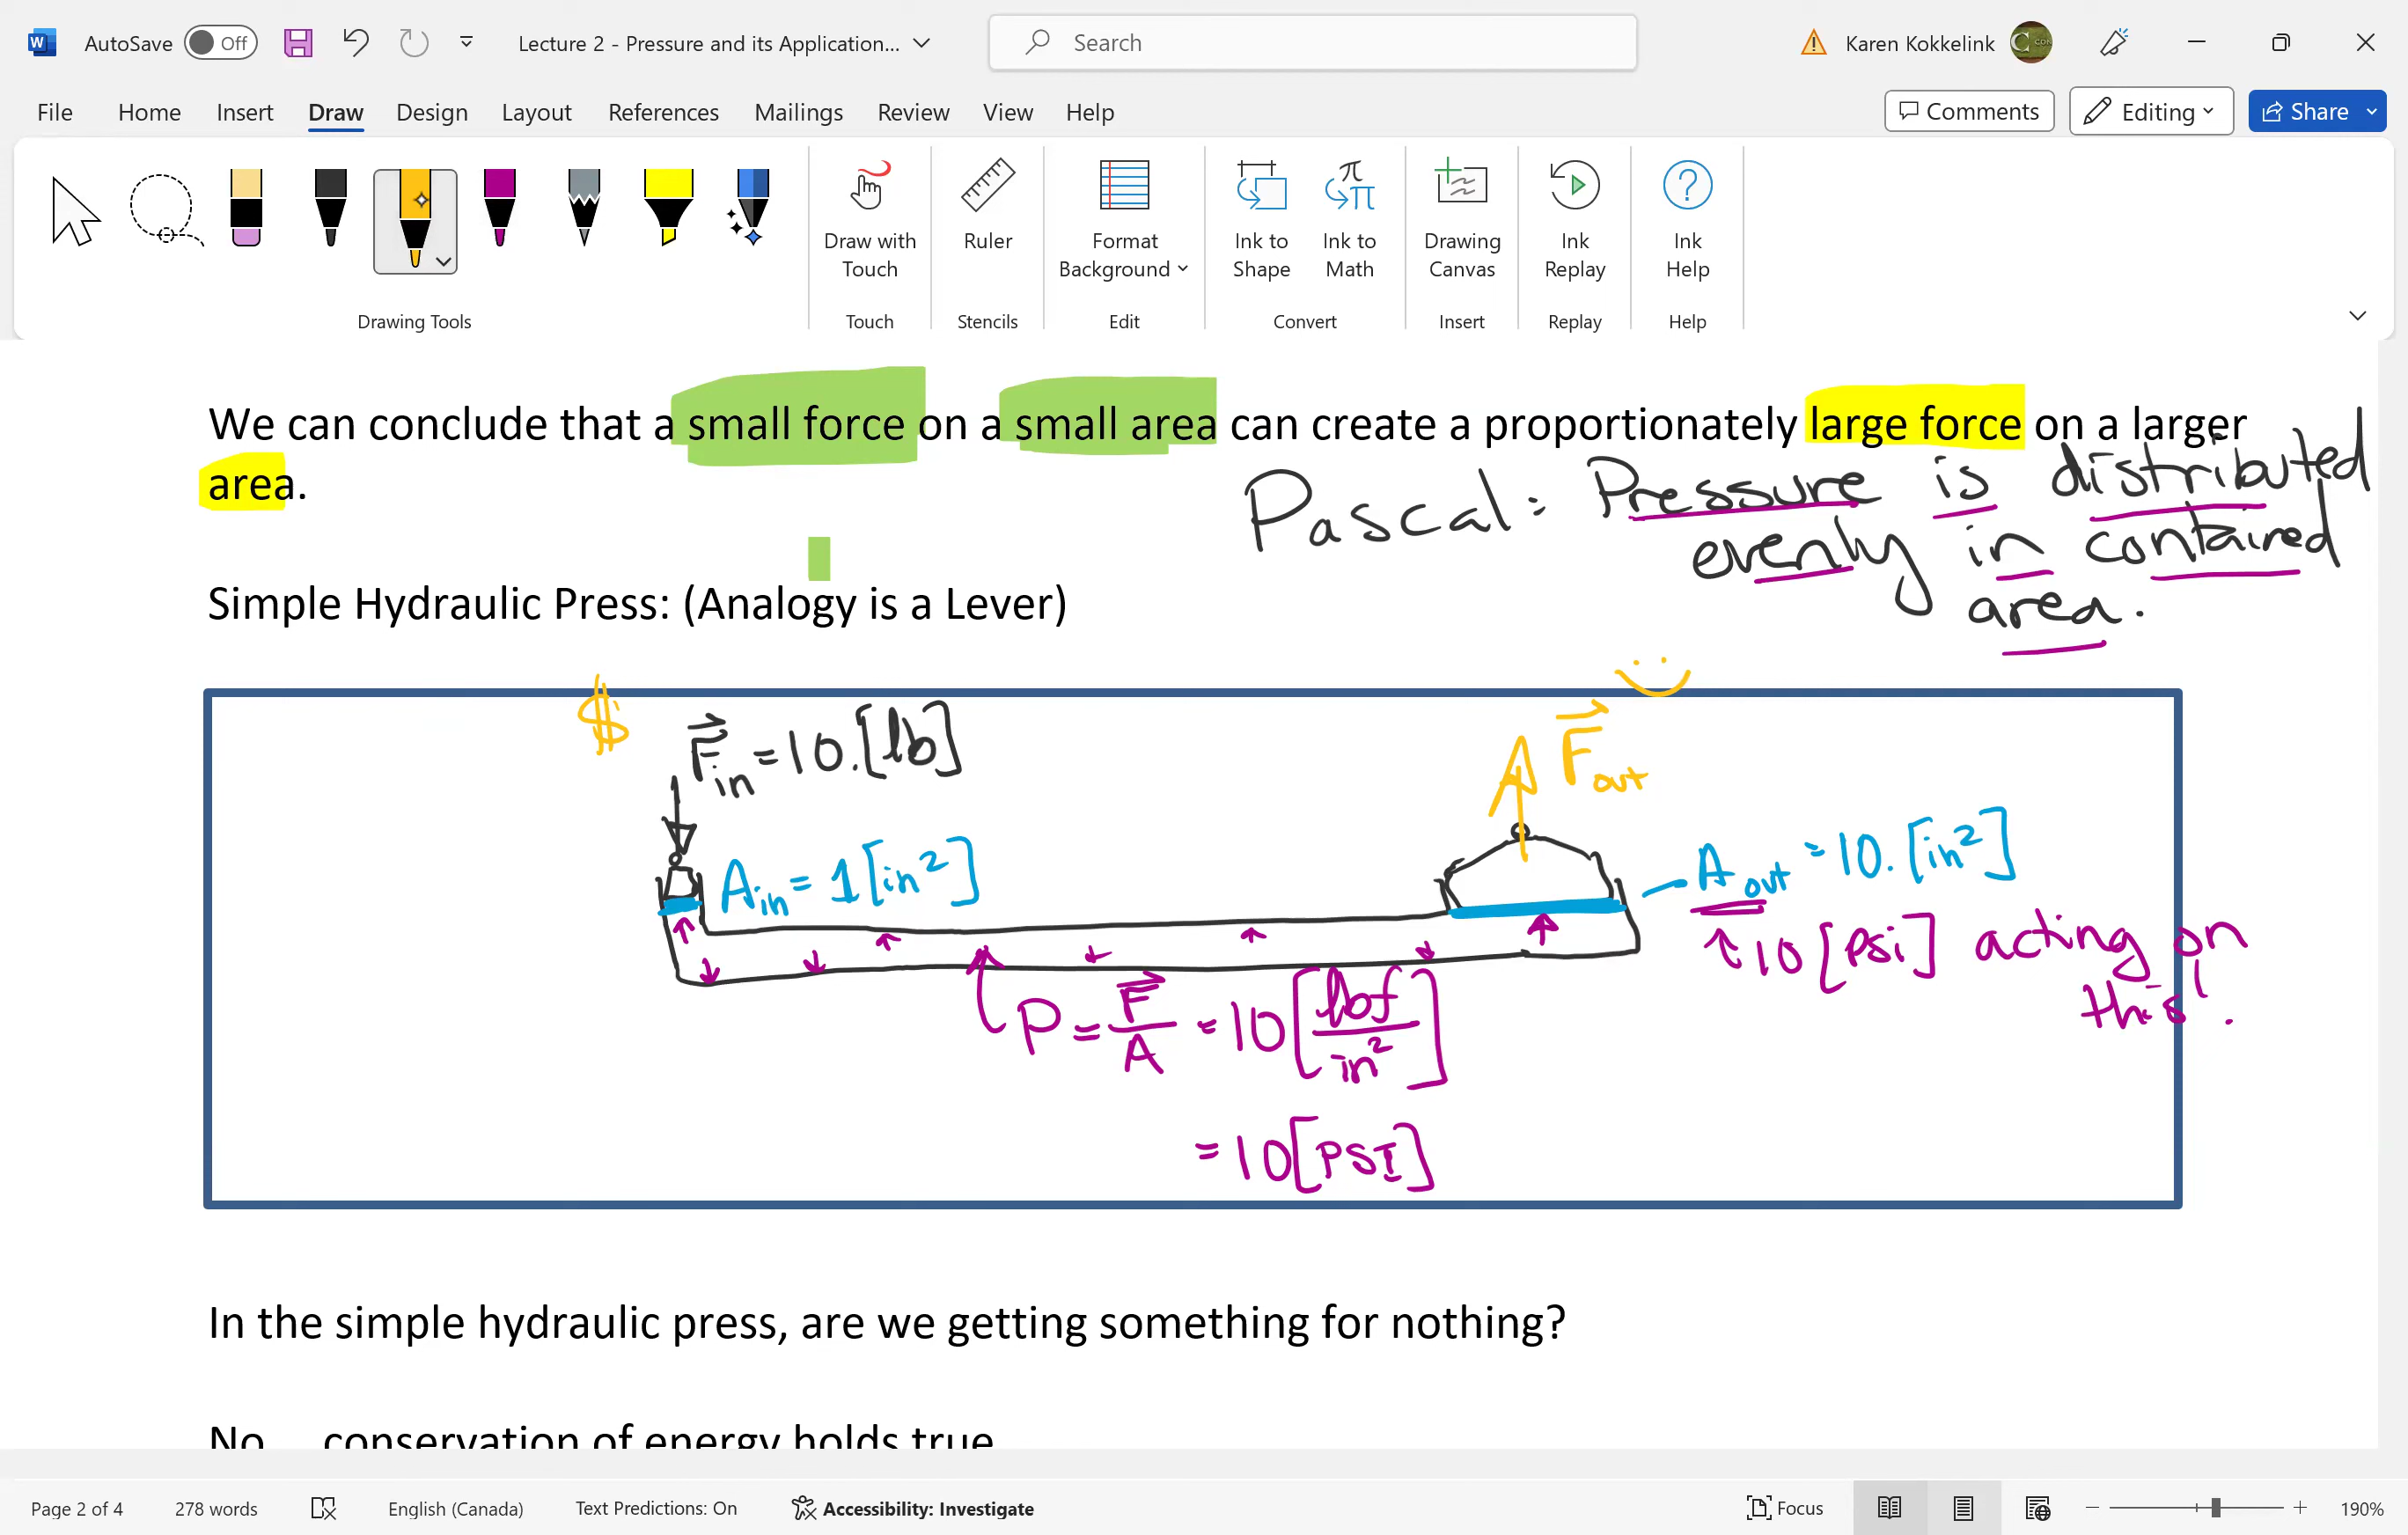 AutoSave Off Lecture 2 - Pressure and its Application... Search Karen Kokkelink
File Home Insert Draw Design Layout References Mailings Review View Help Comments Editing Share
Draw with Touch Ruler Format Background Ink to Shape Ink to Math Drawing Canvas Ink Replay Ink Help
Drawing Tools Touch Stencils Edit Convert Insert Replay Help
We can conclude that a small force on a small area can create a proportionately large force on a larger
area.
Pascal: Pressure is distributed
evenly in contained
area.
Simple Hydraulic Press: (Analogy is a Lever)
$
F in = 10. [lb]
F out
A in = 1 [in²]
A out = 10. [in²]
10 [psi] acting on
this!
P = F/A = 10 [lbf/in²]
= 10 [PSI]
In the simple hydraulic press, are we getting something for nothing?
No conservation of energy holds true
Page 2 of 4 278 words English (Canada) Text Predictions: On Accessibility: Investigate Focus 190%